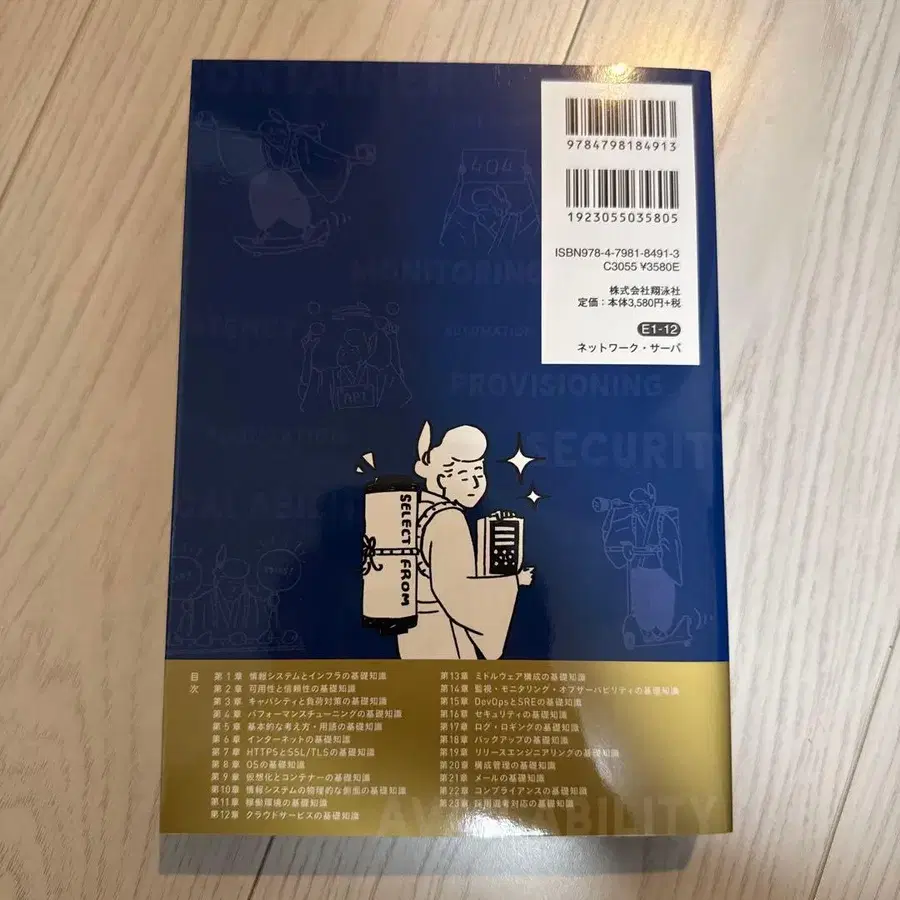 404
9784798184913
1923055035805
ISBN978-4-7981-8491-3
C3055 ¥3580E
株式会社翔泳社
定価：本体3,580円+税
E1-12
ネットワーク・サーバ
MONITORING
AUTOMATION
API
PROVISIONING
SECURITY
SELECT FROM
目次
第1章 情報システムとインフラの基礎知識
第2章 可用性と信頼性の基礎知識
第3章 キャパシティと負荷対策の基礎知識
第4章 パフォーマンスチューニングの基礎知識
第5章 基本的な考え方・用語の基礎知識
第6章 インターネットの基礎知識
第7章 HTTPSとSSL/TLSの基礎知識
第8章 OSの基礎知識
第9章 仮想化とコンテナーの基礎知識
第10章 情報システムの物理的な側面の基礎知識
第11章 稼働環境の基礎知識
第12章 クラウドサービスの基礎知識
第13章 ミドルウェア構成の基礎知識
第14章 監視・モニタリング・オブザーバビリティの基礎知識
第15章 DevOpsとSREの基礎知識
第16章 セキュリティの基礎知識
第17章 ログ・ロギングの基礎知識
第18章 バックアップの基礎知識
第19章 リリースエンジニアリングの基礎知識
第20章 構成管理の基礎知識
第21章 メールの基礎知識
第22章 コンプライアンスの基礎知識
第23章 採用選考対応の基礎知識
AVAILABILITY